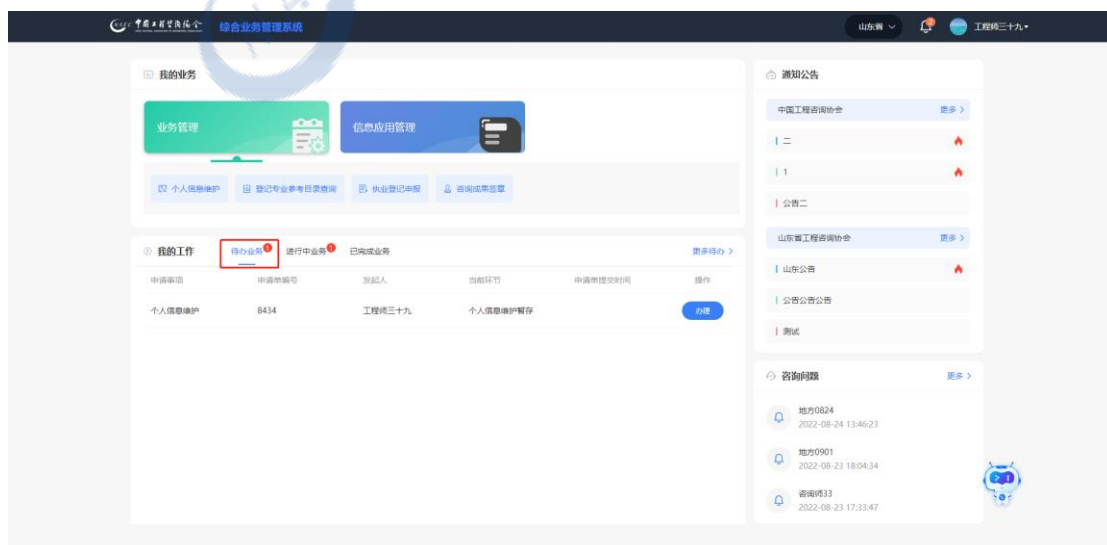 中国工程咨询协会 综合业务管理系统 山东省 2 工程师三十九
我的业务
业务管理 信息应用管理
个人信息维护 登记专业参考目录查询 执业登记申报 咨询成果签章
我的工作 待办业务 1 进行中业务 1 已完成业务 更多待办 >
申请事项 申请单编号 发起人 当前环节 申请单提交时间 操作
个人信息维护 8434 工程师三十九 个人信息维护暂存 办理
通知公告
中国工程咨询协会 更多 >
二
1
公告二
山东省工程咨询协会 更多 >
山东公告
公告公告公告
测试
咨询问题 更多 >
地方0824
2022-08-24 13:46:23
地方0901
2022-08-23 18:04:34
咨询师33
2022-08-23 17:33:47